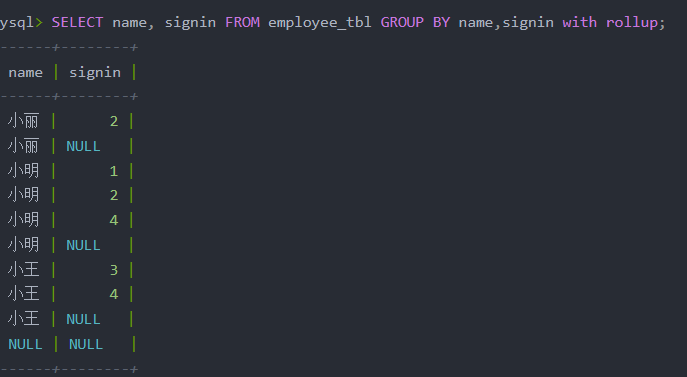 ysql> SELECT name, signin FROM employee_tbl GROUP BY name,signin with rollup;
------+--------+
 name | signin |
------+--------+
 小丽 |      2 |
 小丽 | NULL   |
 小明 |      1 |
 小明 |      2 |
 小明 |      4 |
 小明 | NULL   |
 小王 |      3 |
 小王 |      4 |
 小王 | NULL   |
 NULL | NULL   |
------+--------+